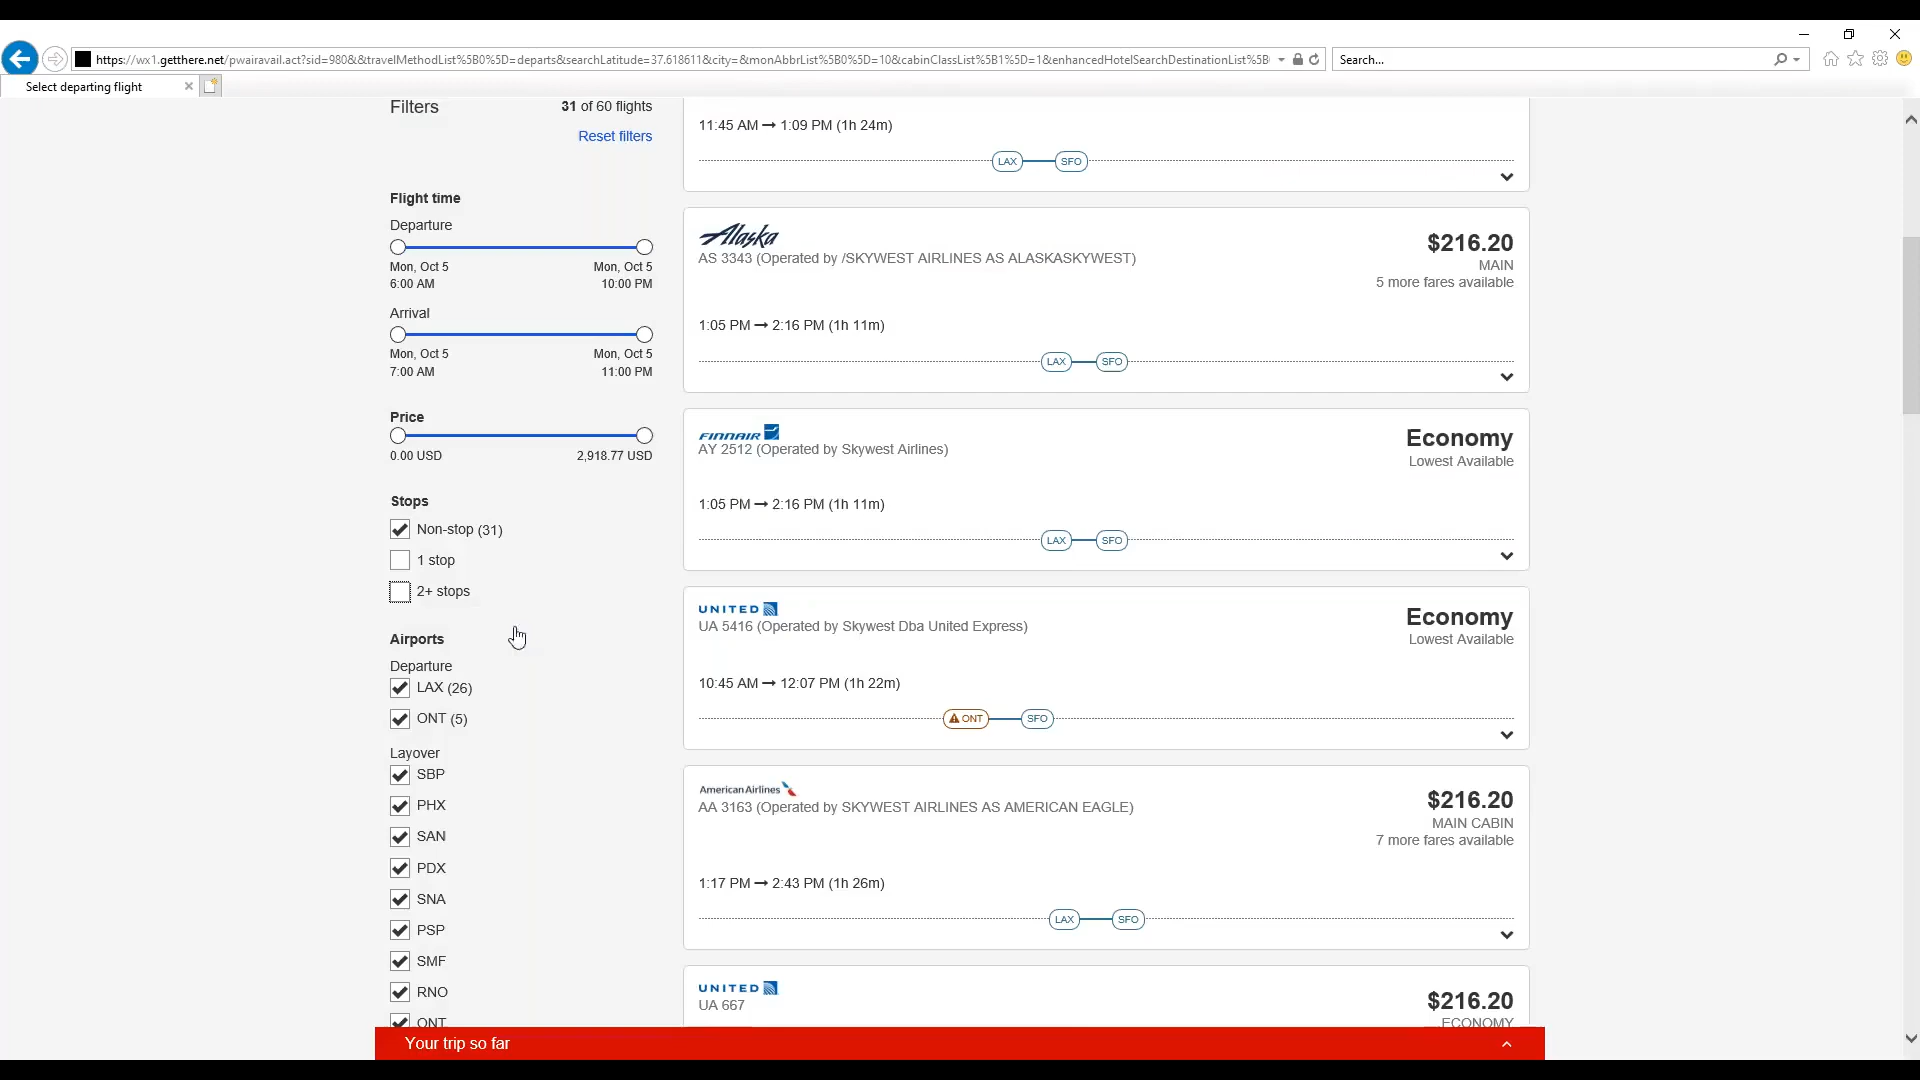 https://wx1.getthere.net/pwairavail.act?sid=980&&travelMethodList%5B0%5D=departs&searchLatitude=37.618611&city=&monAbbrList%5B0%5D=10&cabinClassList%5B1%5D=1&enhancedHotelSearchDestinationList%5B
Search...
Select departing flight
Filters
31 of 60 flights
Reset filters
Flight time
Departure
Mon, Oct 5
Mon, Oct 5
6:00 AM
10:00 PM
Arrival
Mon, Oct 5
Mon, Oct 5
7:00 AM
11:00 PM
Price
0.00 USD
2,918.77 USD
Stops
Non-stop (31)
1 stop
2+ stops
Airports
Departure
LAX (26)
ONT (5)
Layover
SBP
PHX
SAN
PDX
SNA
PSP
SMF
RNO
ONT
11:45 AM → 1:09 PM (1h 24m)
LAX SFO
Alaska
AS 3343 (Operated by /SKYWEST AIRLINES AS ALASKASKYWEST)
$216.20
MAIN
5 more fares available
1:05 PM → 2:16 PM (1h 11m)
LAX SFO
FINNAIR
AY 2512 (Operated by Skywest Airlines)
Economy
Lowest Available
1:05 PM → 2:16 PM (1h 11m)
LAX SFO
UNITED
UA 5416 (Operated by Skywest Dba United Express)
Economy
Lowest Available
10:45 AM → 12:07 PM (1h 22m)
ONT SFO
American Airlines
AA 3163 (Operated by SKYWEST AIRLINES AS AMERICAN EAGLE)
$216.20
MAIN CABIN
7 more fares available
1:17 PM → 2:43 PM (1h 26m)
LAX SFO
UNITED
UA 667
$216.20
ECONOMY
Your trip so far